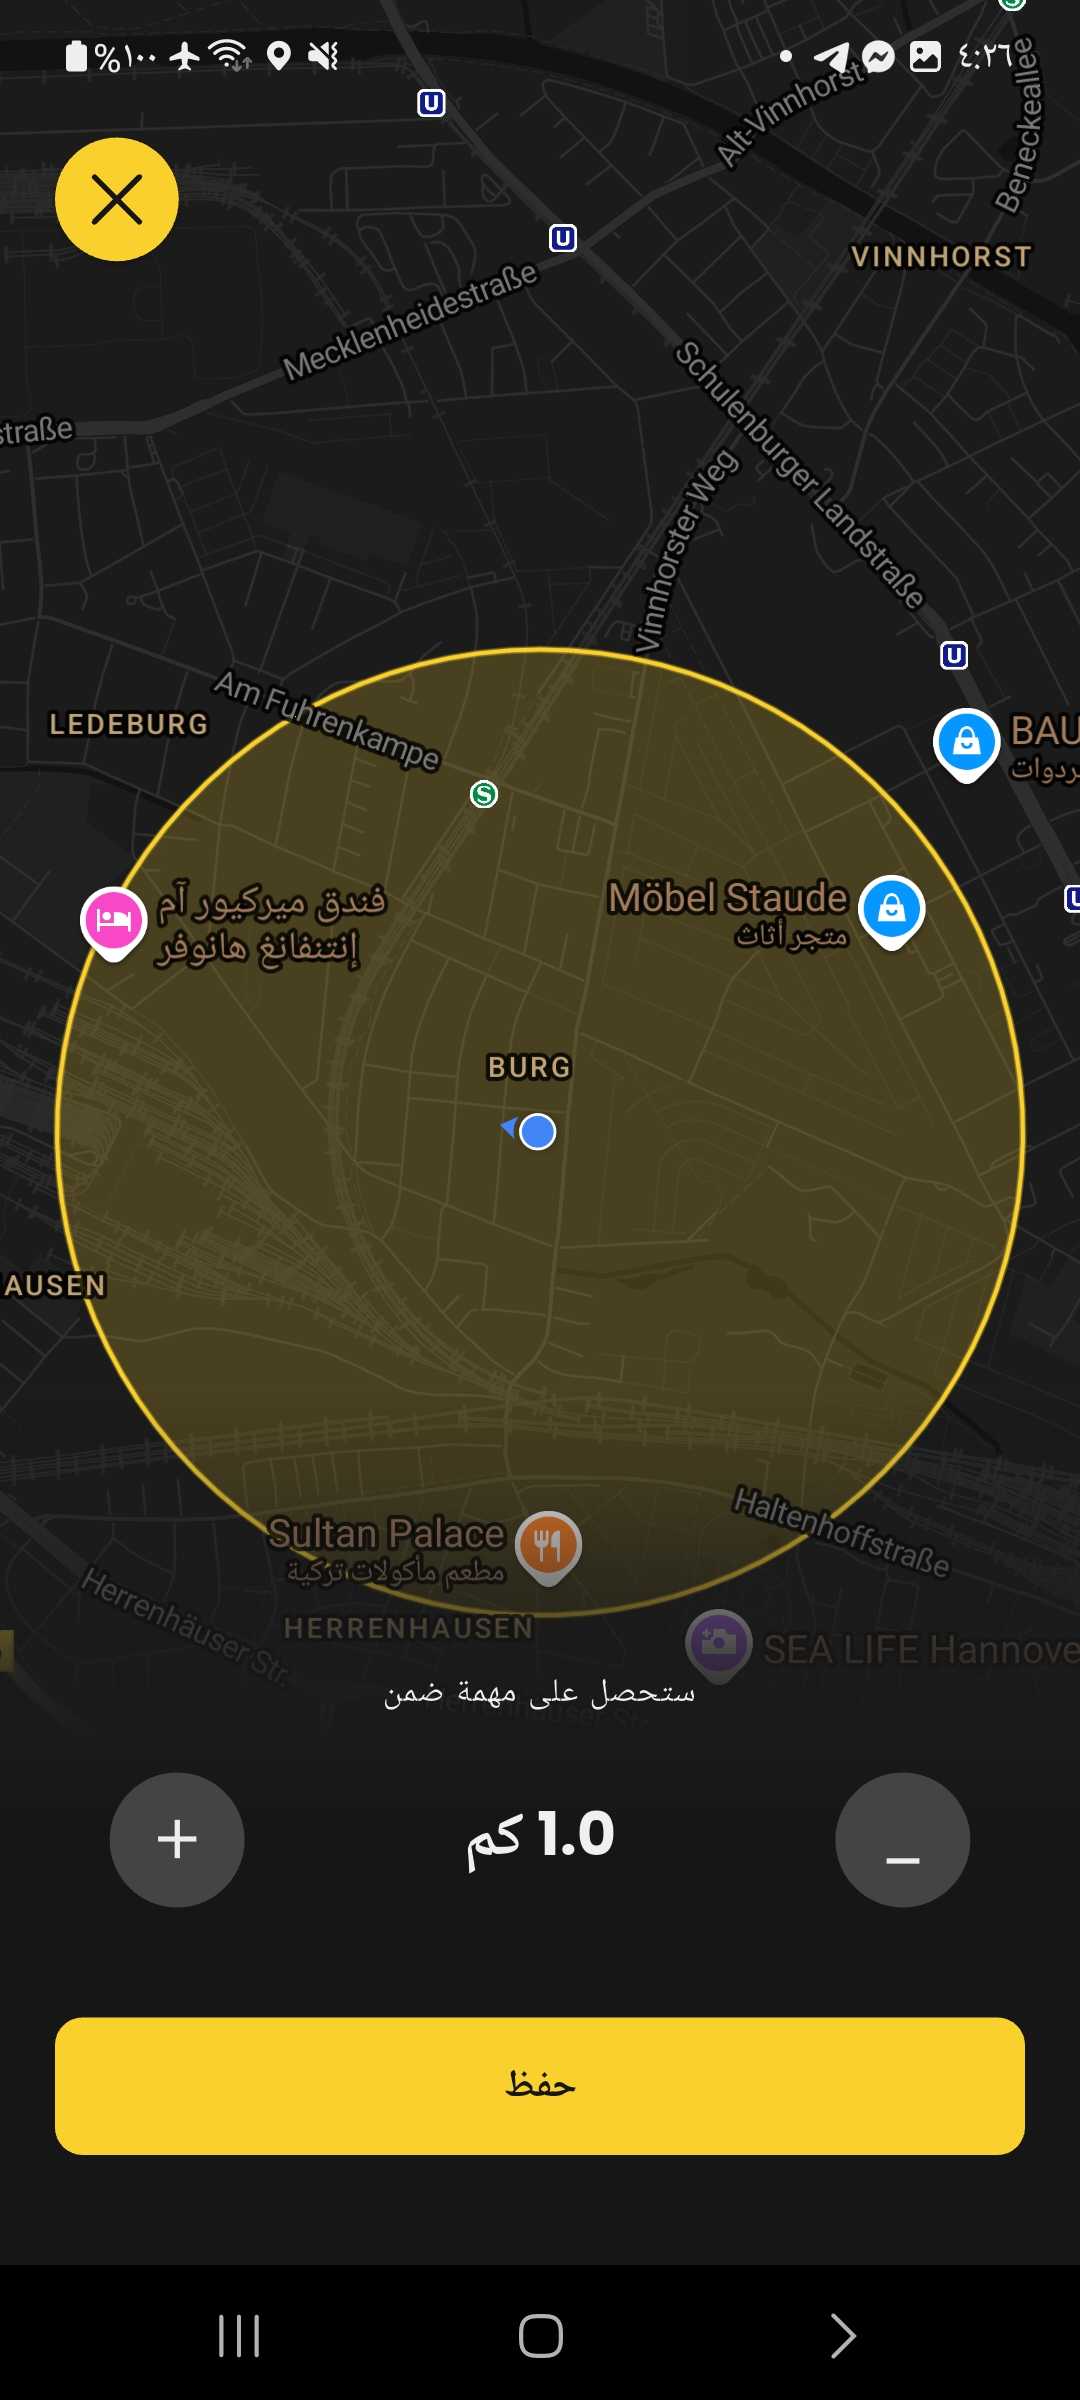 ٤:٢٦
%١٠٠
Alt-Vinnhorst
Beneckeallee
VINNHORST
Mecklenheidestraße
straße
Schulenburger Landstraße
Vinnhorster Weg
Am Fuhrenkampe
LEDEBURG
BAU
فندق ميركيور آم
إنتنفانغ هانوفر
Möbel Staude
متجر أثاث
BURG
AUSEN
Sultan Palace
مطعم مأكولات تركية
Haltenhoffstraße
Herrenhäuser Str.
HERRENHAUSEN
SEA LIFE Hannove
ستحصل على مهمة ضمن
1.0 كم
حفظ